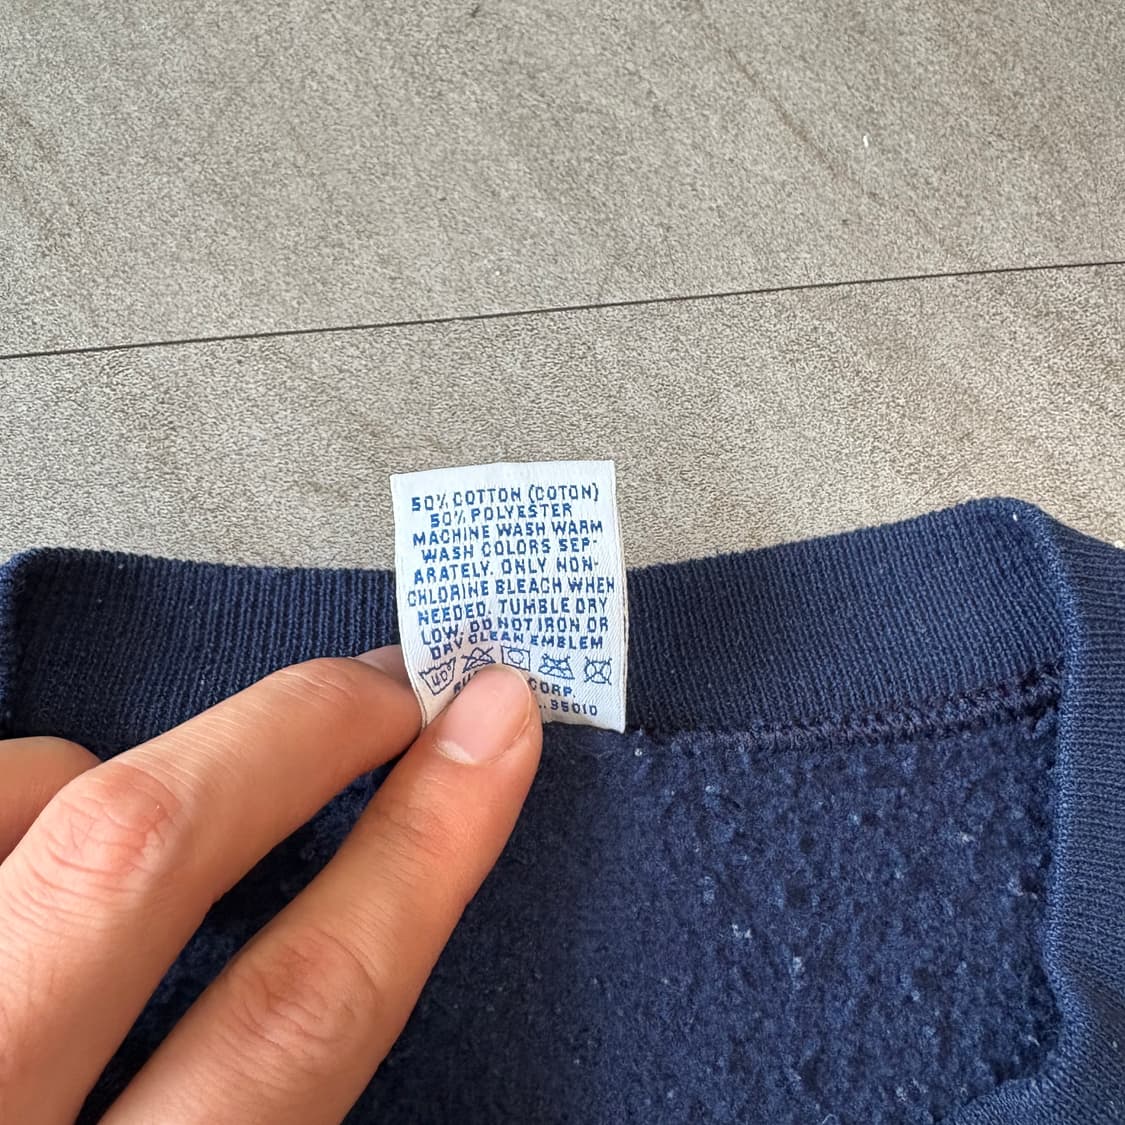 50% COTTON (COTON)
50% POLYESTER
MACHINE WASH WARM
WASH COLORS SEP-
ARATELY. ONLY NON-
CHLORINE BLEACH WHEN
NEEDED. TUMBLE DRY
LOW. DO NOT IRON OR
DRY CLEAN EMBLEM
40°
CORP.
35010